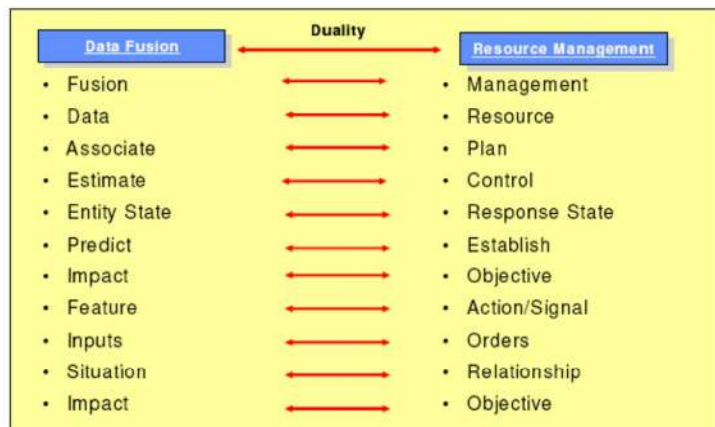 Duality
Data Fusion Resource Management
• Fusion • Management
• Data • Resource
• Associate • Plan
• Estimate • Control
• Entity State • Response State
• Predict • Establish
• Impact • Objective
• Feature • Action/Signal
• Inputs • Orders
• Situation • Relationship
• Impact • Objective